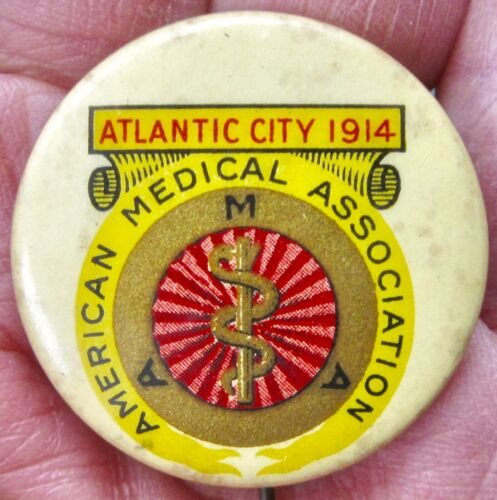 ATLANTIC CITY 1914
AMERICAN MEDICAL ASSOCIATION
A M A